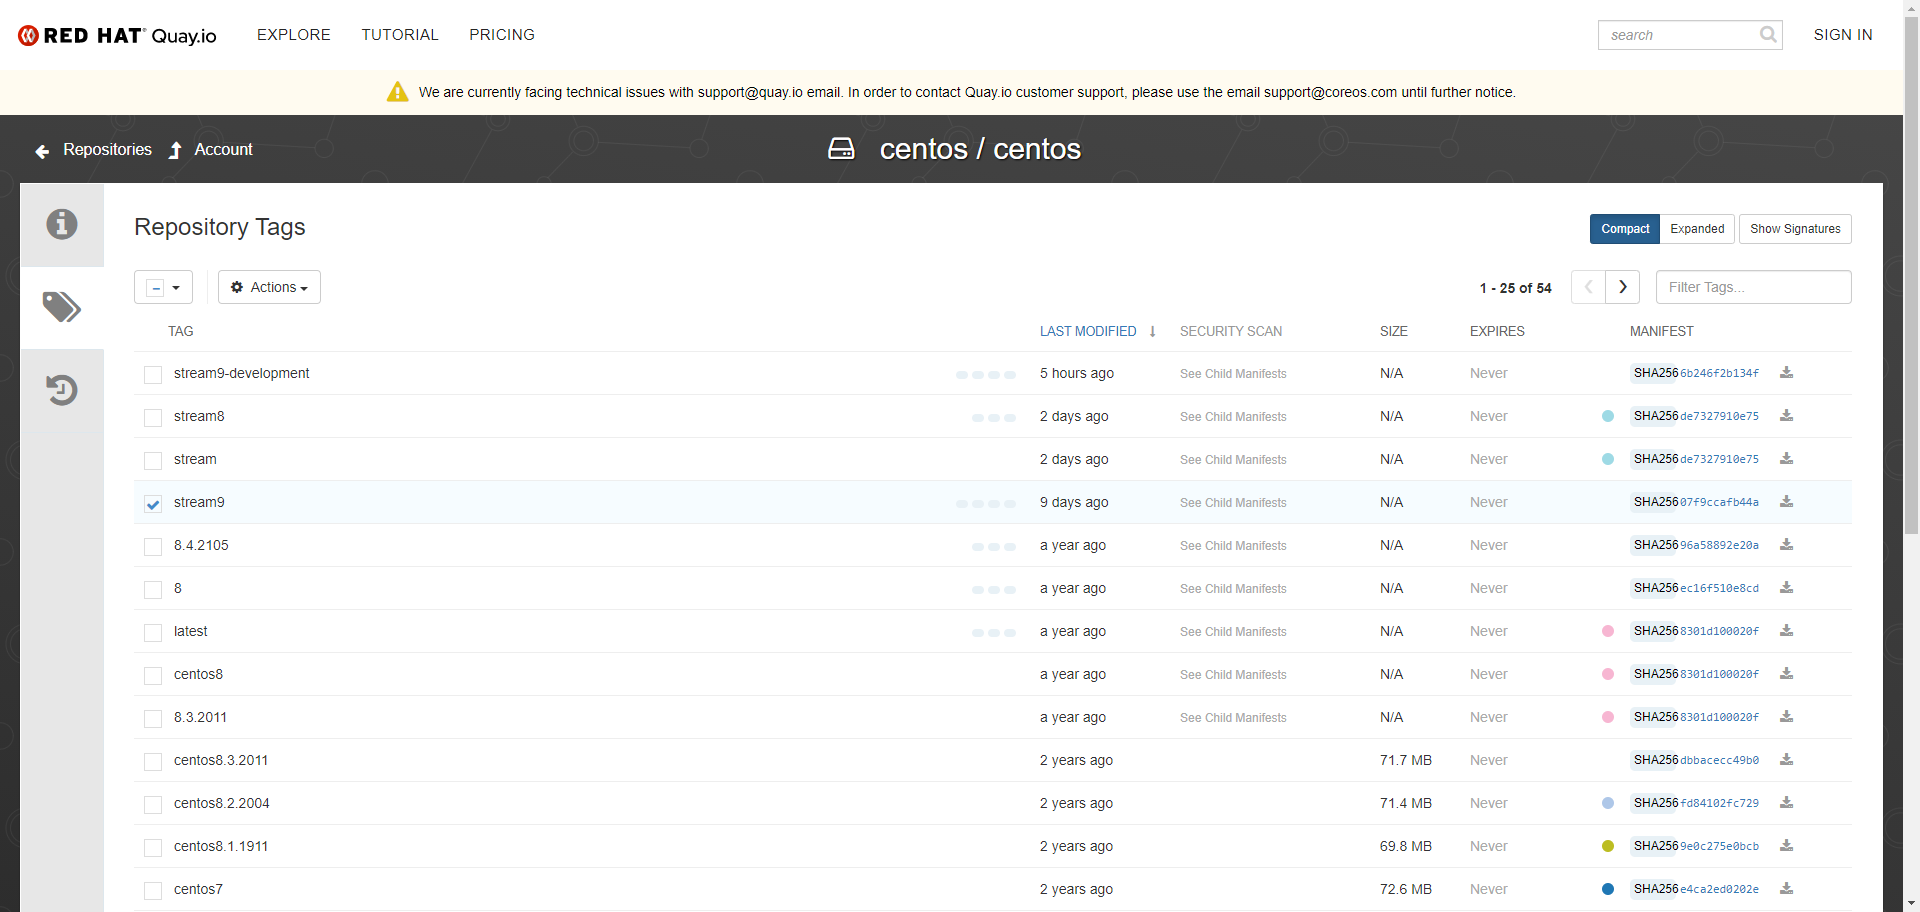 RED HAT Quay.io EXPLORE TUTORIAL PRICING search SIGN IN
We are currently facing technical issues with support@quay.io email. In order to contact Quay.io customer support, please use the email support@coreos.com until further notice.
Repositories Account centos / centos
Repository Tags Compact Expanded Show Signatures
Actions 1 - 25 of 54 Filter Tags...
TAG LAST MODIFIED SECURITY SCAN SIZE EXPIRES MANIFEST
stream9-development 5 hours ago See Child Manifests N/A Never SHA256 6b246f2b134f
stream8 2 days ago See Child Manifests N/A Never SHA256 de7327910e75
stream 2 days ago See Child Manifests N/A Never SHA256 de7327910e75
stream9 9 days ago See Child Manifests N/A Never SHA256 07f9ccafb44a
8.4.2105 a year ago See Child Manifests N/A Never SHA256 96a58892e20a
8 a year ago See Child Manifests N/A Never SHA256 ec16f510e8cd
latest a year ago See Child Manifests N/A Never SHA256 8301d100020f
centos8 a year ago See Child Manifests N/A Never SHA256 8301d100020f
8.3.2011 a year ago See Child Manifests N/A Never SHA256 8301d100020f
centos8.3.2011 2 years ago 71.7 MB Never SHA256 dbbacecc49b0
centos8.2.2004 2 years ago 71.4 MB Never SHA256 fd84102fc729
centos8.1.1911 2 years ago 69.8 MB Never SHA256 9e0c275e0bcb
centos7 2 years ago 72.6 MB Never SHA256 e4ca2ed0202e